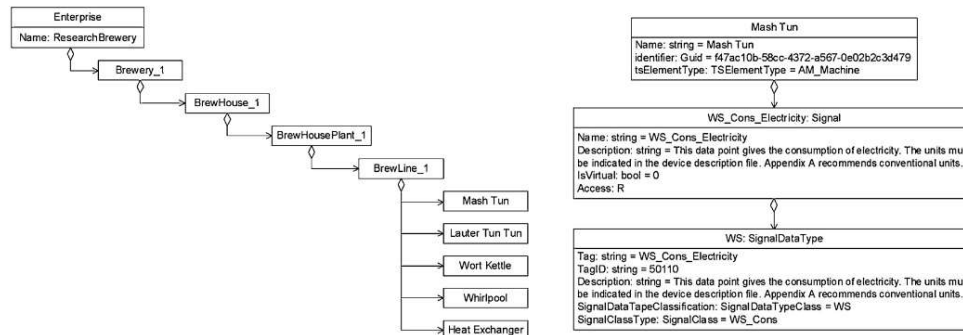 Enterprise
Name: ResearchBrewery
Brewery_1
BrewHouse_1
BrewHousePlant_1
BrewLine_1
Mash Tun
Lauter Tun Tun
Wort Kettle
Whirlpool
Heat Exchanger
Mash Tun
Name: string = Mash Tun
identifier: Guid = f47ac10b-58cc-4372-a567-0e02b2c3d479
tsElementType: TSElementType = AM_Machine
WS_Cons_Electricity: Signal
Name: string = WS_Cons_Electricity
Description: string = This data point gives the consumption of electricity. The units mu
be indicated in the device description file. Appendix A recommends conventional units.
IsVirtual: bool = 0
Access: R
WS: SignalDataType
Tag: string = WS_Cons_Electricity
TagID: string = 50110
Description: string = This data point gives the consumption of electricity. The units mu
be indicated in the device description file. Appendix A recommends conventional units.
SignalDataTapeClassification: SignalDataTypeClass = WS
SignalClassType: SignalClass = WS_Cons